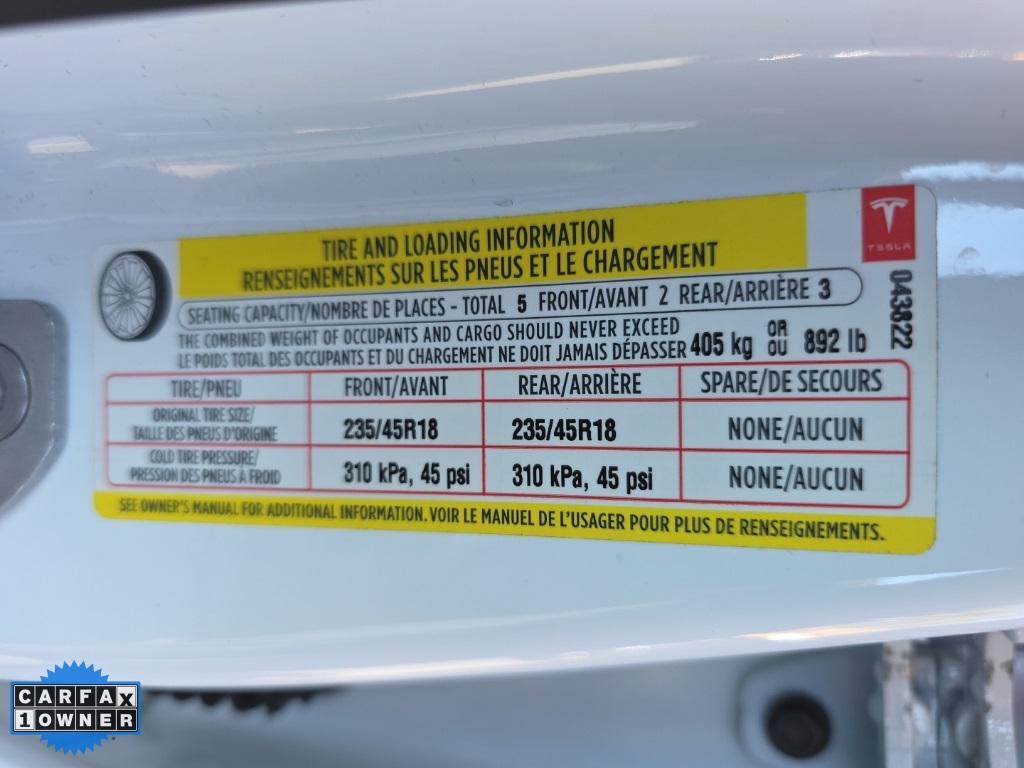 TIRE AND LOADING INFORMATION
RENSEIGNEMENTS SUR LES PNEUS ET LE CHARGEMENT
TESLA
043822
SEATING CAPACITY/NOMBRE DE PLACES - TOTAL 5 FRONT/AVANT 2 REAR/ARRIÈRE 3
THE COMBINED WEIGHT OF OCCUPANTS AND CARGO SHOULD NEVER EXCEED
LE POIDS TOTAL DES OCCUPANTS ET DU CHARGEMENT NE DOIT JAMAIS DÉPASSER
405 kg OR OU 892 lb
TIRE/PNEU FRONT/AVANT REAR/ARRIÈRE SPARE/DE SECOURS
ORIGINAL TIRE SIZE/
TAILLE DES PNEUS D'ORIGINE
235/45R18 235/45R18 NONE/AUCUN
COLD TIRE PRESSURE/
PRESSION DES PNEUS À FROID
310 kPa, 45 psi 310 kPa, 45 psi NONE/AUCUN
SEE OWNER'S MANUAL FOR ADDITIONAL INFORMATION. VOIR LE MANUEL DE L'USAGER POUR PLUS DE RENSEIGNEMENTS.
CARFAX
1 OWNER